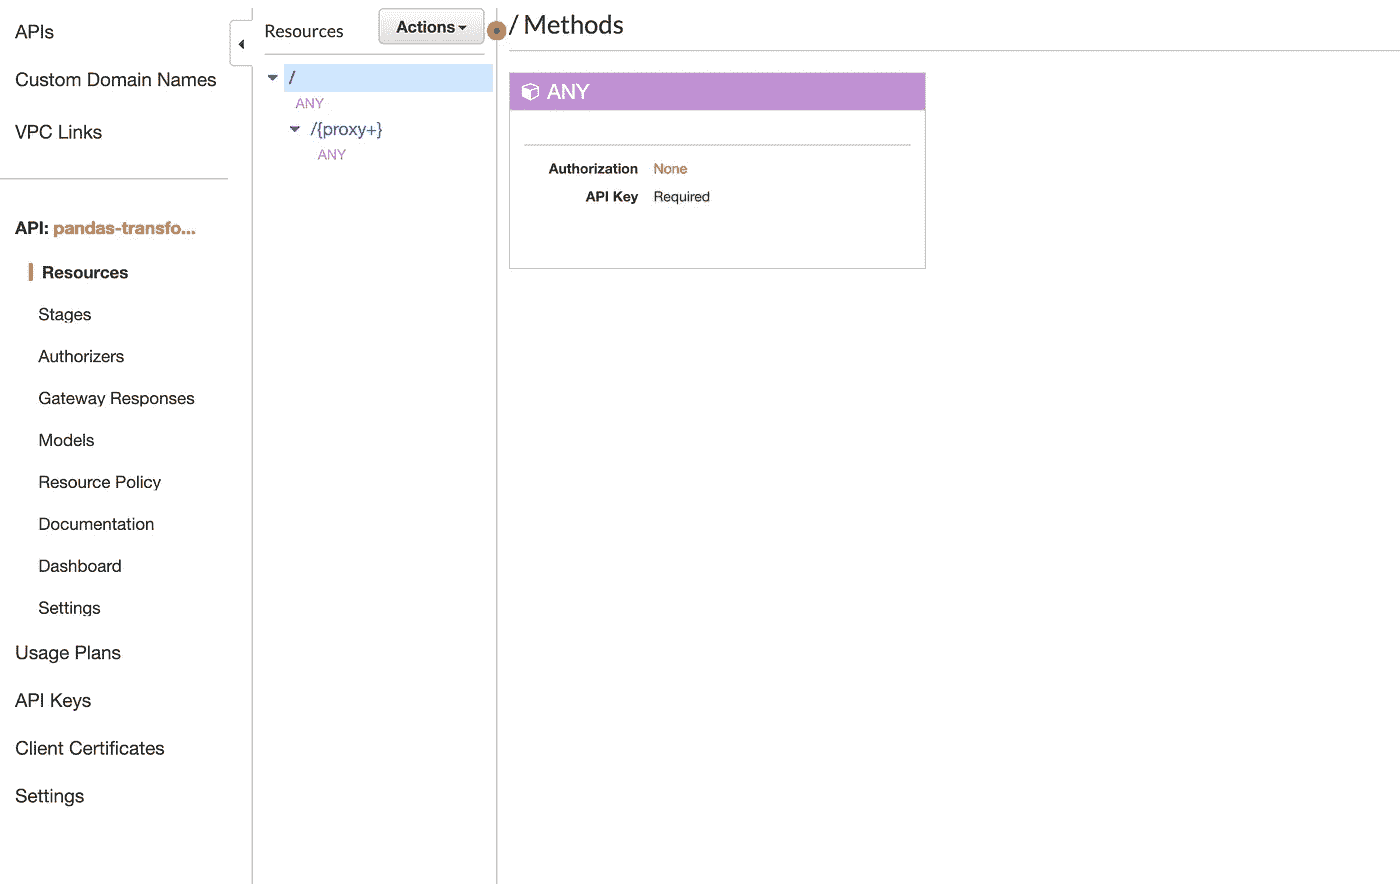 APIs
Custom Domain Names
VPC Links
API: pandas-transfo...
Resources
Stages
Authorizers
Gateway Responses
Models
Resource Policy
Documentation
Dashboard
Settings
Usage Plans
API Keys
Client Certificates
Settings
Resources
Actions
/
ANY
/{proxy+}
ANY
/ Methods
ANY
Authorization None
API Key Required